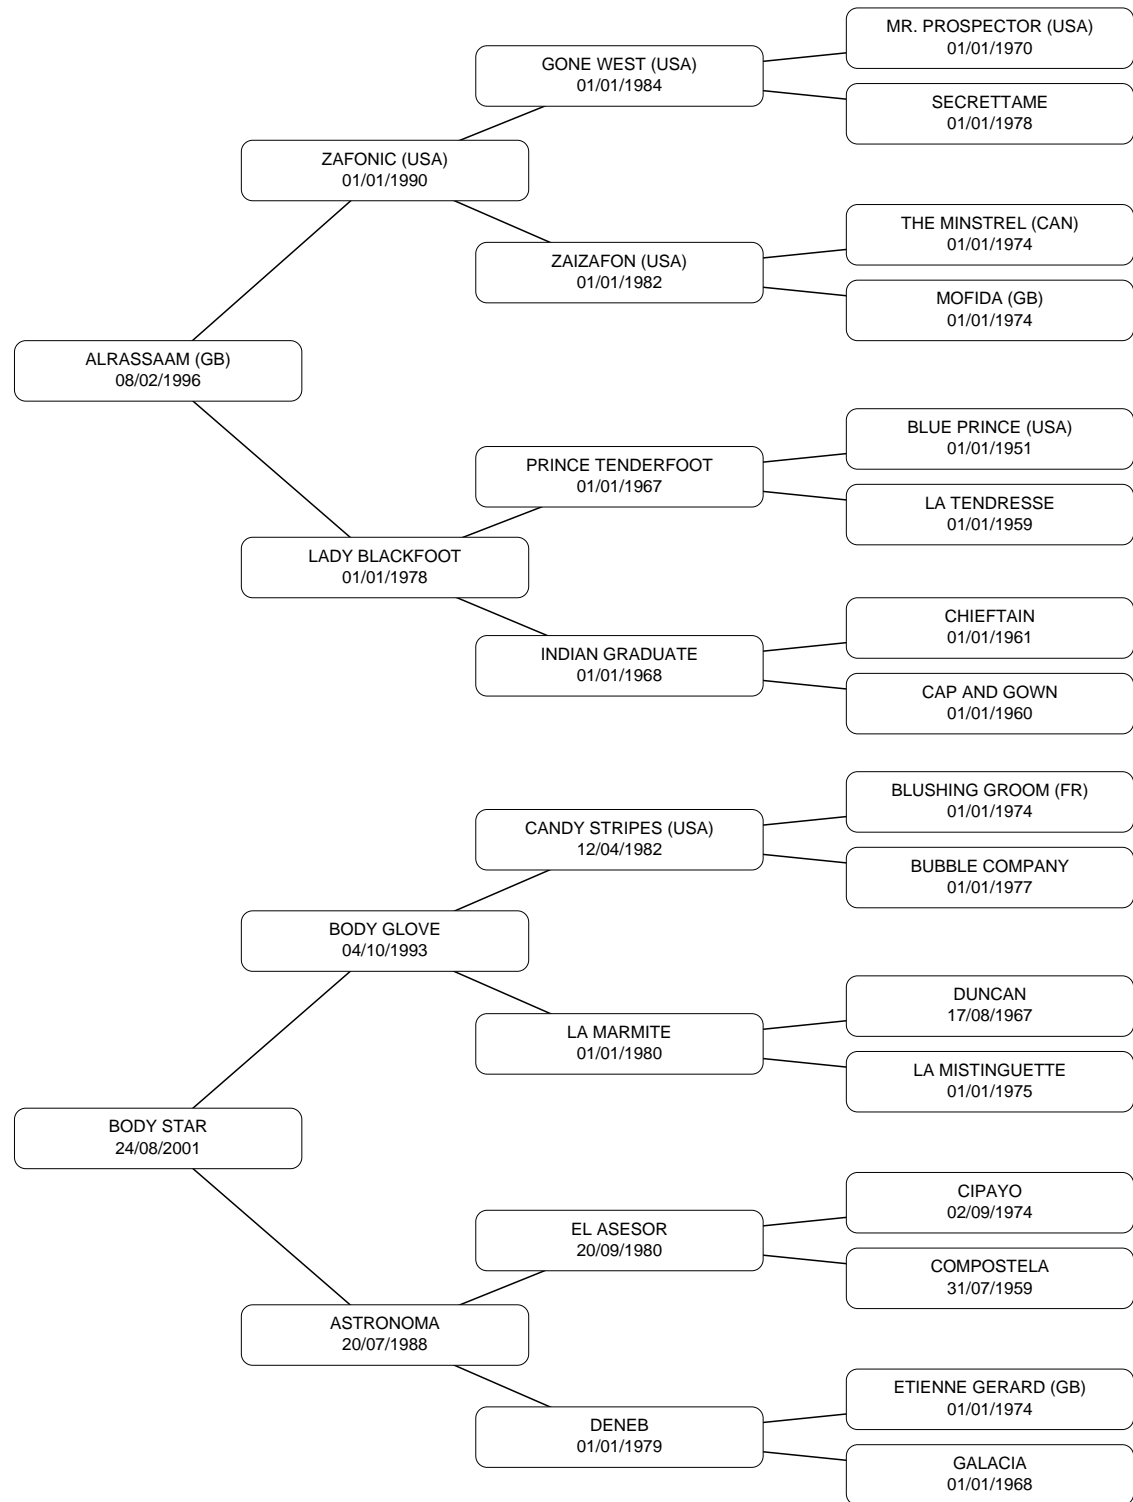 MR. PROSPECTOR (USA)
01/01/1970
GONE WEST (USA)
01/01/1984
SECRETTAME
01/01/1978
ZAFONIC (USA)
01/01/1990
THE MINSTREL (CAN)
01/01/1974
ZAIZAFON (USA)
01/01/1982
MOFIDA (GB)
01/01/1974
ALRASSAAM (GB)
08/02/1996
BLUE PRINCE (USA)
01/01/1951
PRINCE TENDERFOOT
01/01/1967
LA TENDRESSE
01/01/1959
LADY BLACKFOOT
01/01/1978
CHIEFTAIN
01/01/1961
INDIAN GRADUATE
01/01/1968
CAP AND GOWN
01/01/1960
BLUSHING GROOM (FR)
01/01/1974
CANDY STRIPES (USA)
12/04/1982
BUBBLE COMPANY
01/01/1977
BODY GLOVE
04/10/1993
DUNCAN
17/08/1967
LA MARMITE
01/01/1980
LA MISTINGUETTE
01/01/1975
BODY STAR
24/08/2001
CIPAYO
02/09/1974
EL ASESOR
20/09/1980
COMPOSTELA
31/07/1959
ASTRONOMA
20/07/1988
ETIENNE GERARD (GB)
01/01/1974
DENEB
01/01/1979
GALACIA
01/01/1968